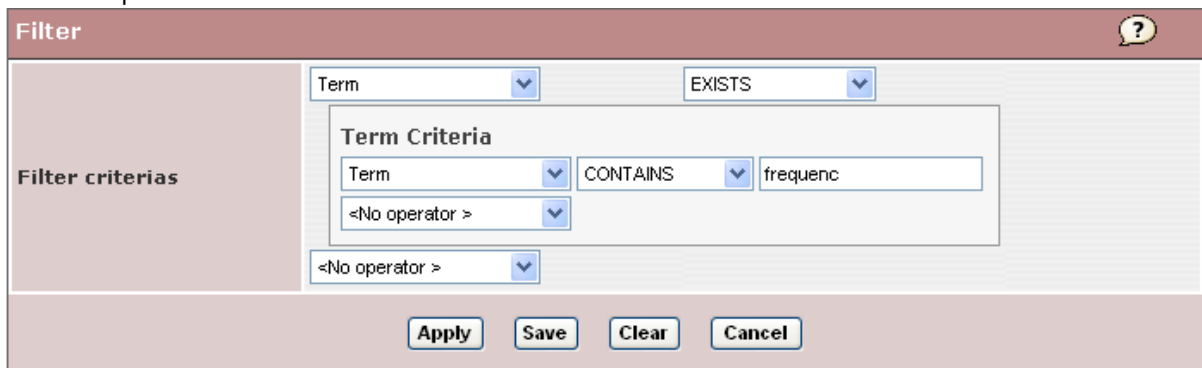 Filter ?
Term EXISTS
Term Criteria
Filter criterias
Term CONTAINS frequenc
<No operator >
<No operator >
Apply Save Clear Cancel